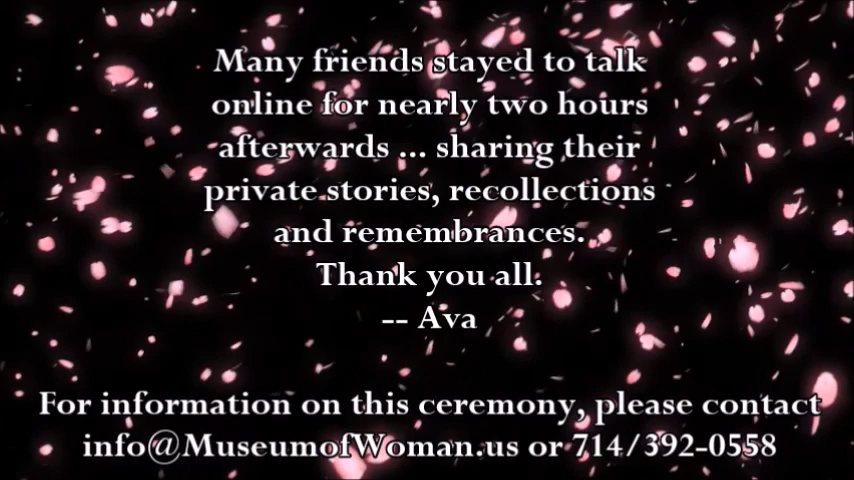 Many friends stayed to talk
online for nearly two hours
afterwards ... sharing their
private stories, recollections
and remembrances.
Thank you all.
-- Ava
For information on this ceremony, please contact
info@MuseumofWoman.us or 714/392-0558